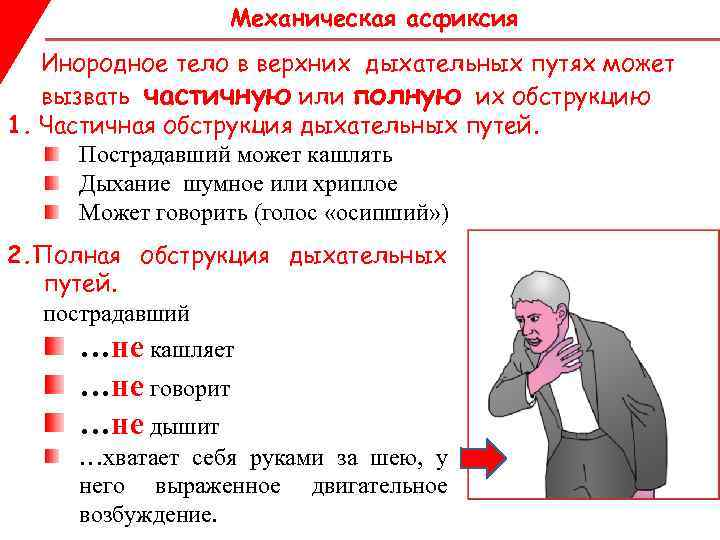 Механическая асфиксия
Инородное тело в верхних дыхательных путях может
вызвать частичную или полную их обструкцию
1. Частичная обструкция дыхательных путей.
Пострадавший может кашлять
Дыхание шумное или хриплое
Может говорить (голос «осипший»)
2.Полная обструкция дыхательных
путей.
пострадавший
…не кашляет
…не говорит
…не дышит
…хватает себя руками за шею, у
него выраженное двигательное
возбуждение.